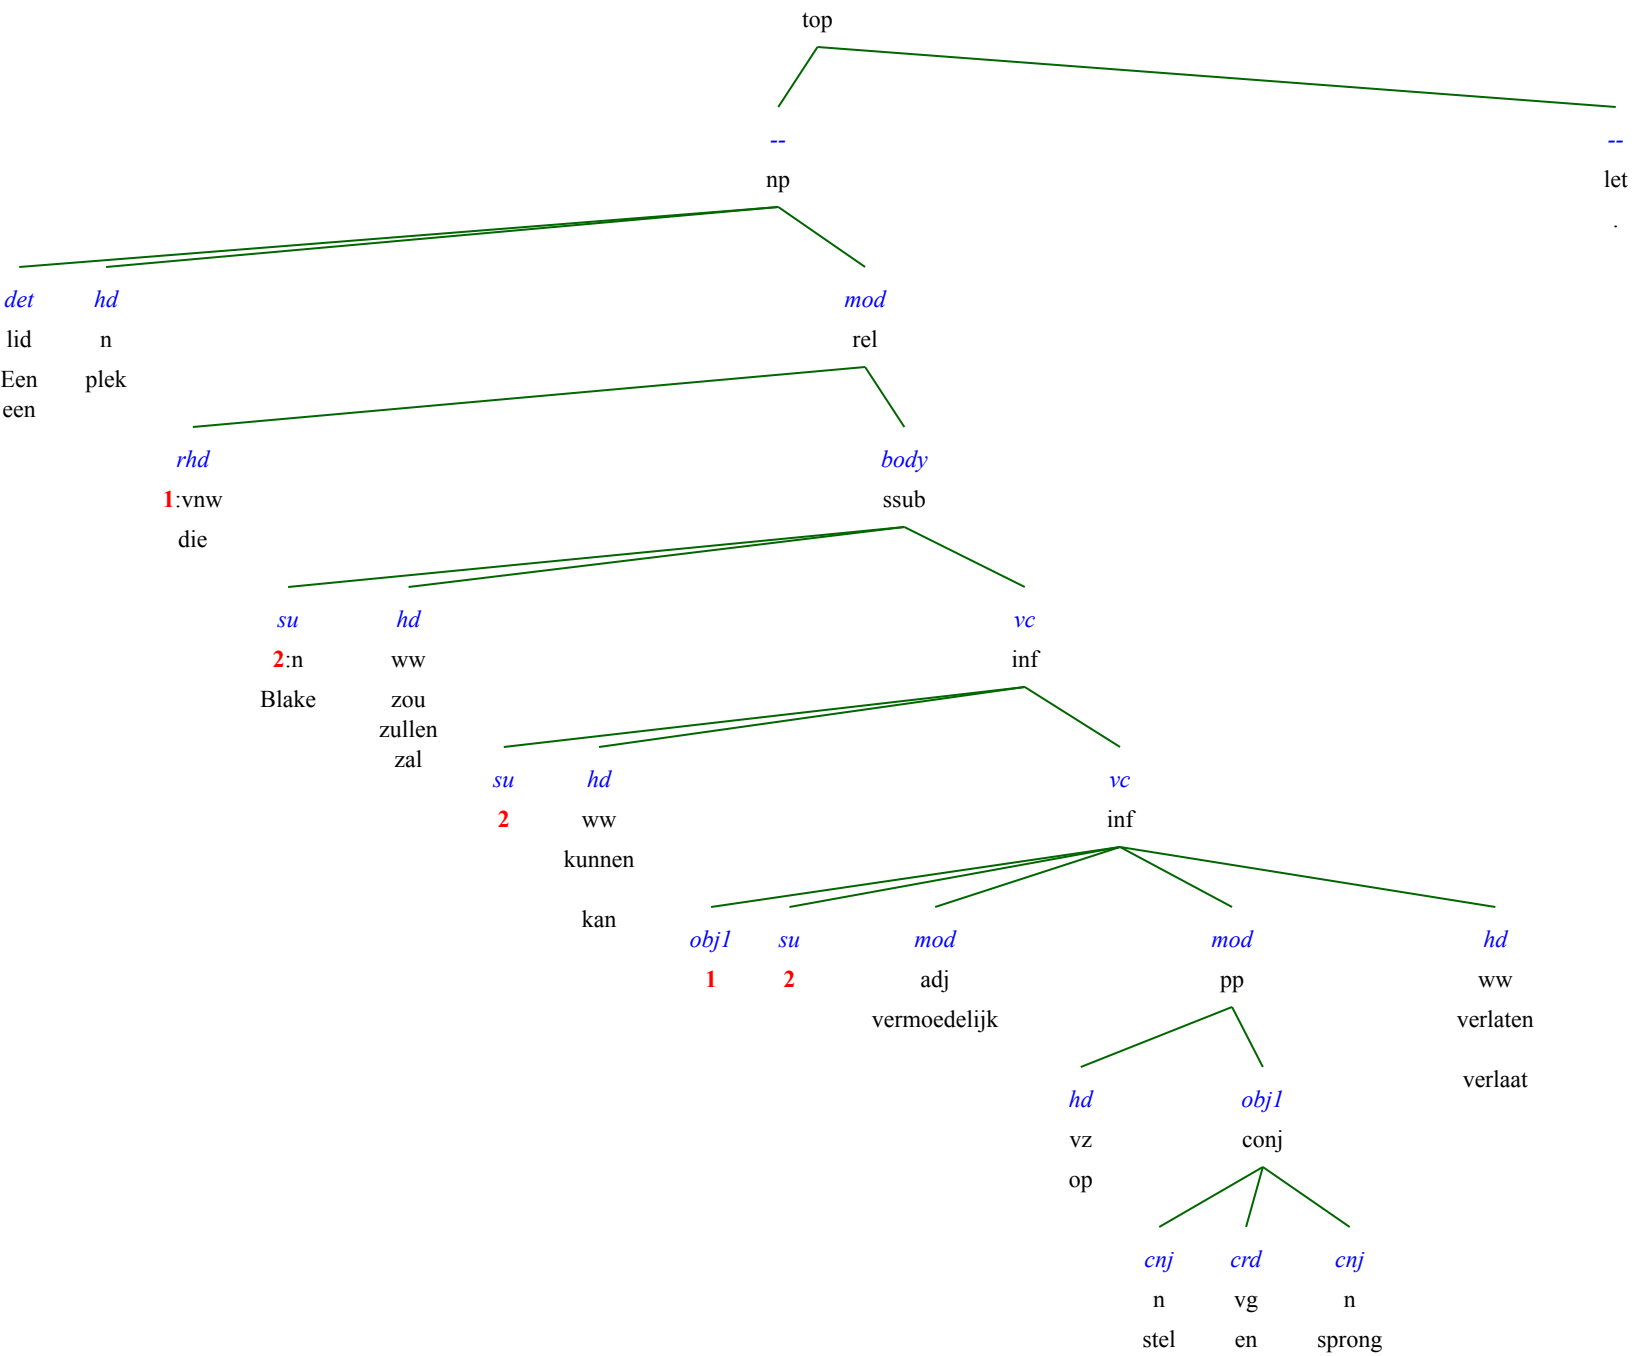 top
-- --
np let
.
det hd mod
lid n rel
Een plek
een
rhd body
1:vnw ssub
die
su hd vc
2:n ww inf
Blake zou
zullen
zal
su hd vc
2 ww inf
kunnen
kan
obj1 su mod mod hd
1 2 adj pp ww
vermoedelijk verlaten
verlaat
hd obj1
vz conj
op
cnj crd cnj
n vg n
stel en sprong